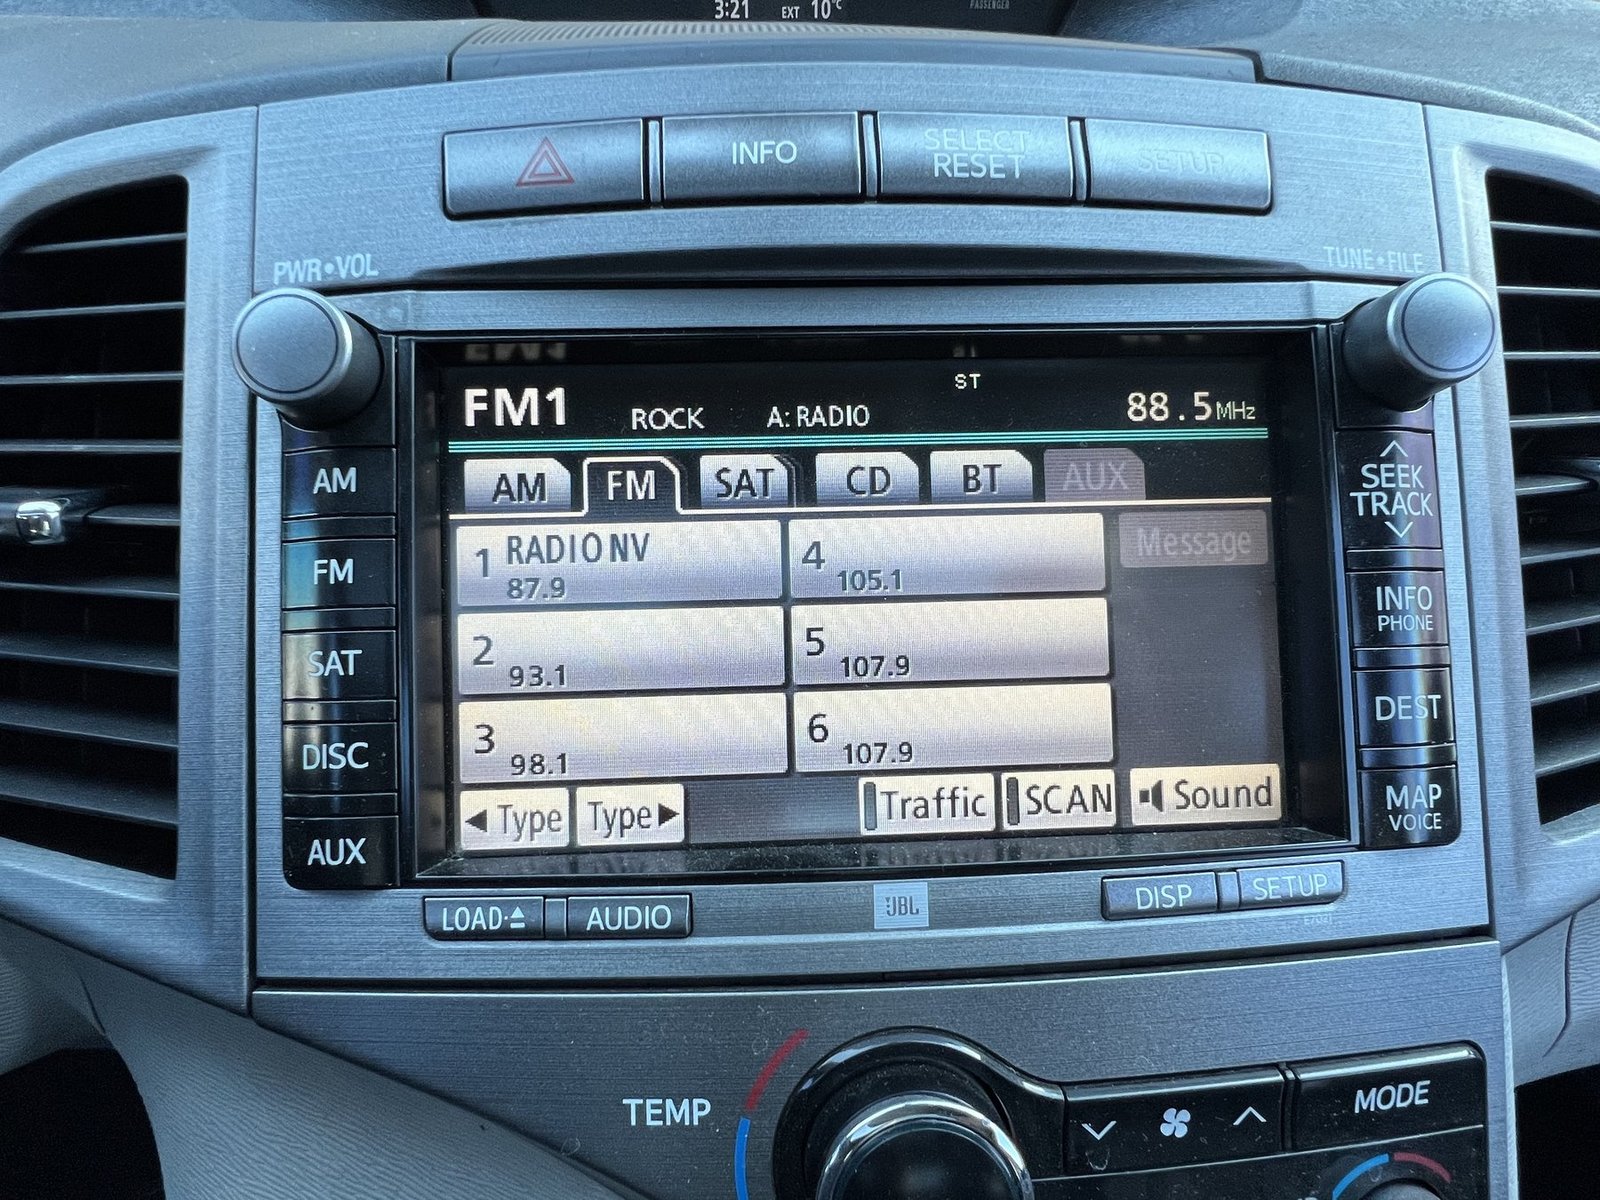 3:21 EXT 10°C PASSENGER
INFO
SELECT
RESET
SETUP
PWR•VOL
TUNE•FILE
ST
FM1 ROCK A:RADIO 88.5MHz
AM FM SAT CD BT AUX
1 RADIO NV
87.9
4
105.1
Message
2
93.1
5
107.9
3
98.1
6
107.9
◀Type Type▶ Traffic SCAN Sound
AM
FM
SAT
DISC
AUX
SEEK
TRACK
INFO
PHONE
DEST
MAP
VOICE
LOAD·⏏ AUDIO
JBL
DISP SETUP
E7021
TEMP
MODE